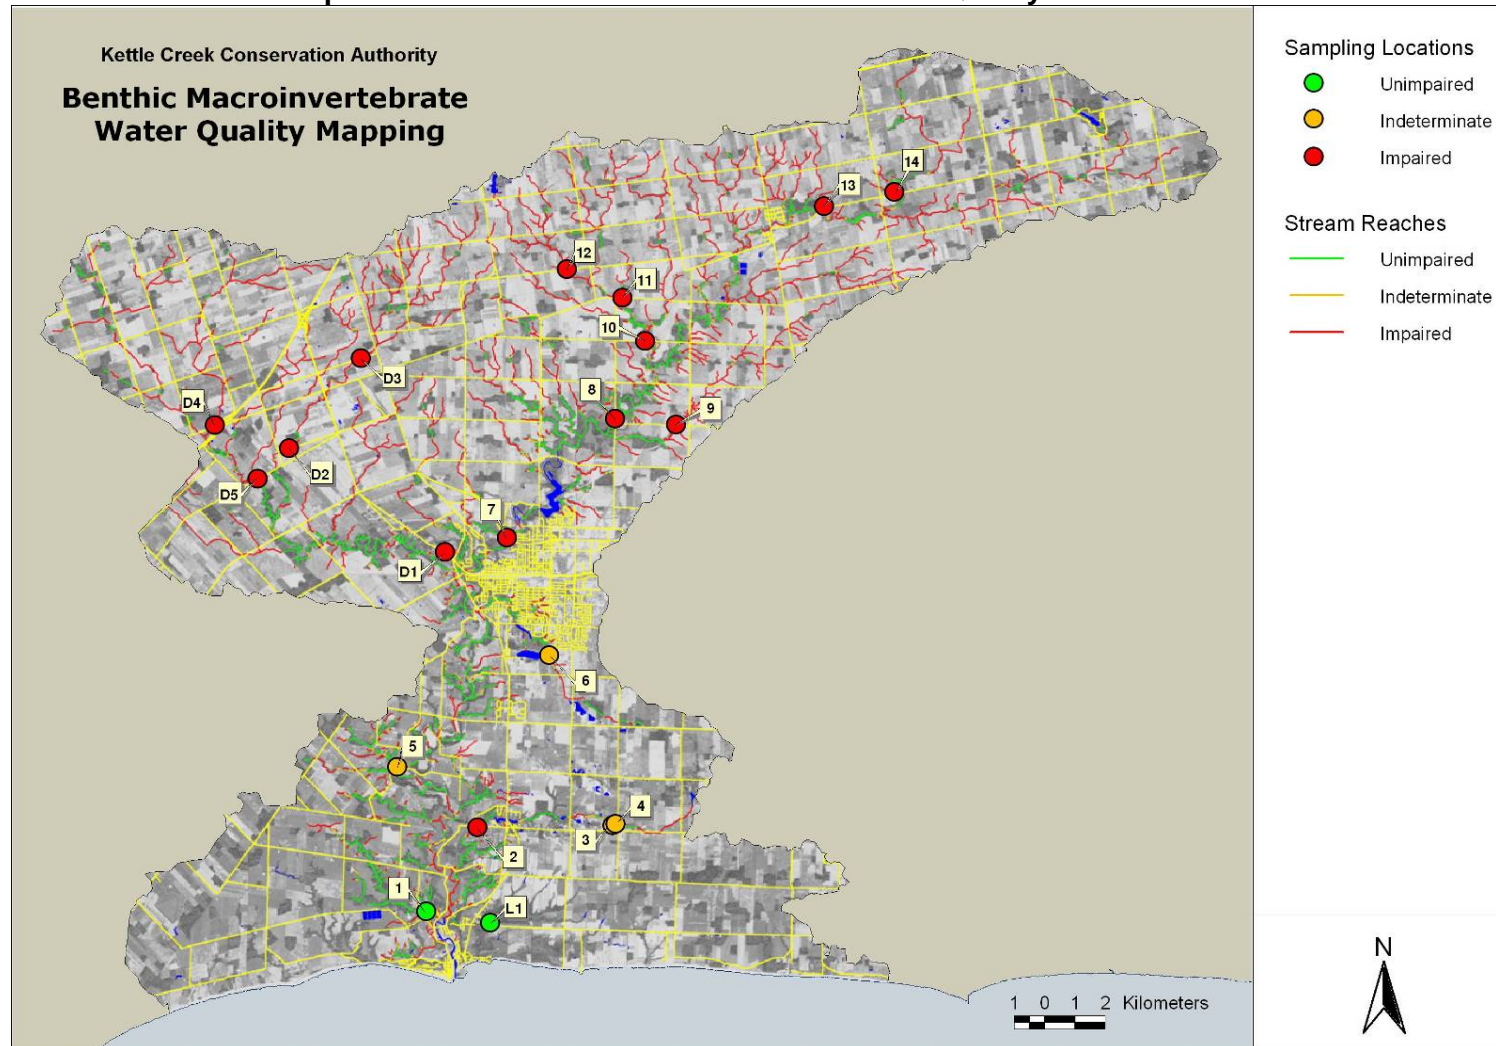 Kettle Creek Conservation Authority
Benthic Macroinvertebrate
Water Quality Mapping
Sampling Locations
Unimpaired
Indeterminate
Impaired
Stream Reaches
Unimpaired
Indeterminate
Impaired
14
13
12
11
10
D3
D4
8
9
D2
D5
7
D1
6
5
4
3
2
1
L1
N
1 0 1 2 Kilometers